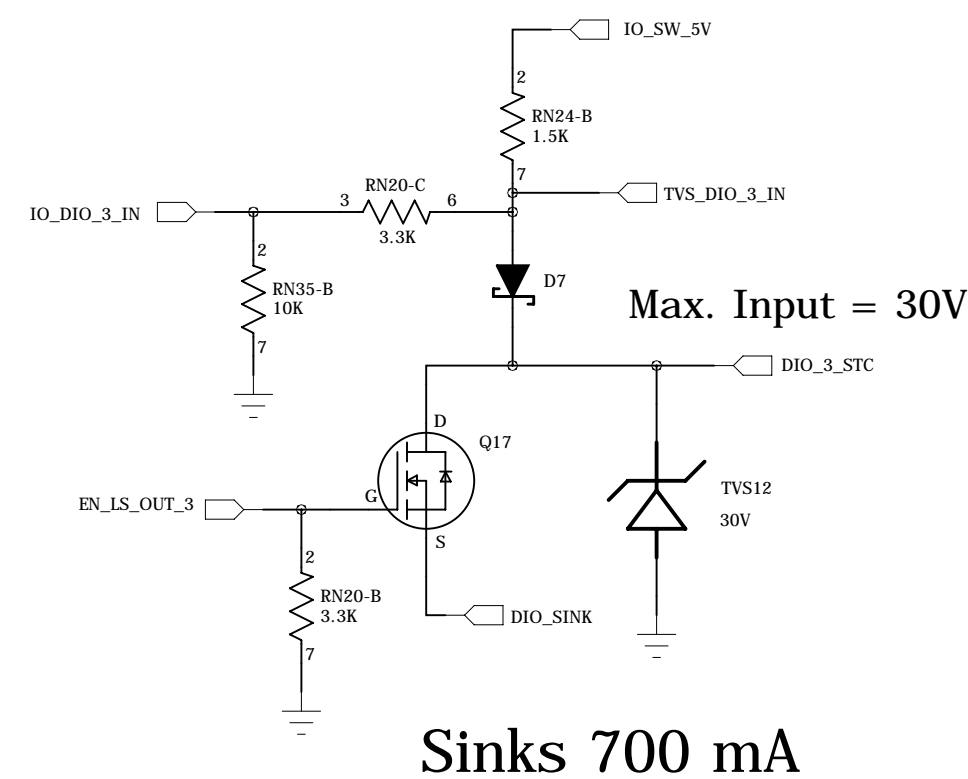 IO_SW_5V
2
RN24-B
1.5K
7
TVS_DIO_3_IN
RN20-C
3 6
3.3K
IO_DIO_3_IN
2
RN35-B
10K
7
D7
Max. Input = 30V
DIO_3_STC
D
Q17
G
S
EN_LS_OUT_3
TVS12
30V
2
RN20-B
3.3K
7
DIO_SINK
Sinks 700 mA